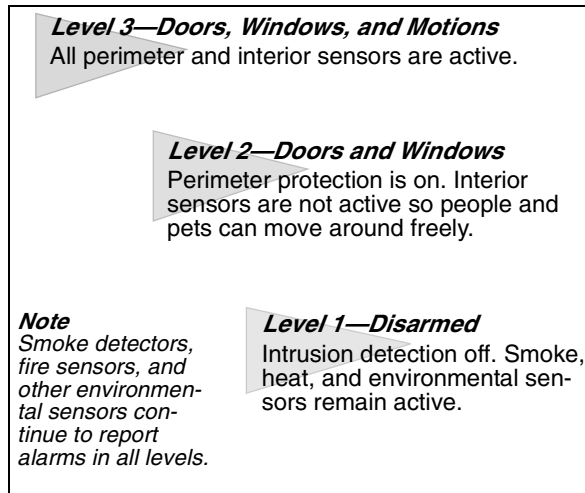 Level 3—Doors, Windows, and Motions
All perimeter and interior sensors are active.
Level 2—Doors and Windows
Perimeter protection is on. Interior
sensors are not active so people and
pets can move around freely.
Note
Smoke detectors,
fire sensors, and
other environmen-
tal sensors con-
tinue to report
alarms in all levels.
Level 1—Disarmed
Intrusion detection off. Smoke,
heat, and environmental sen-
sors remain active.